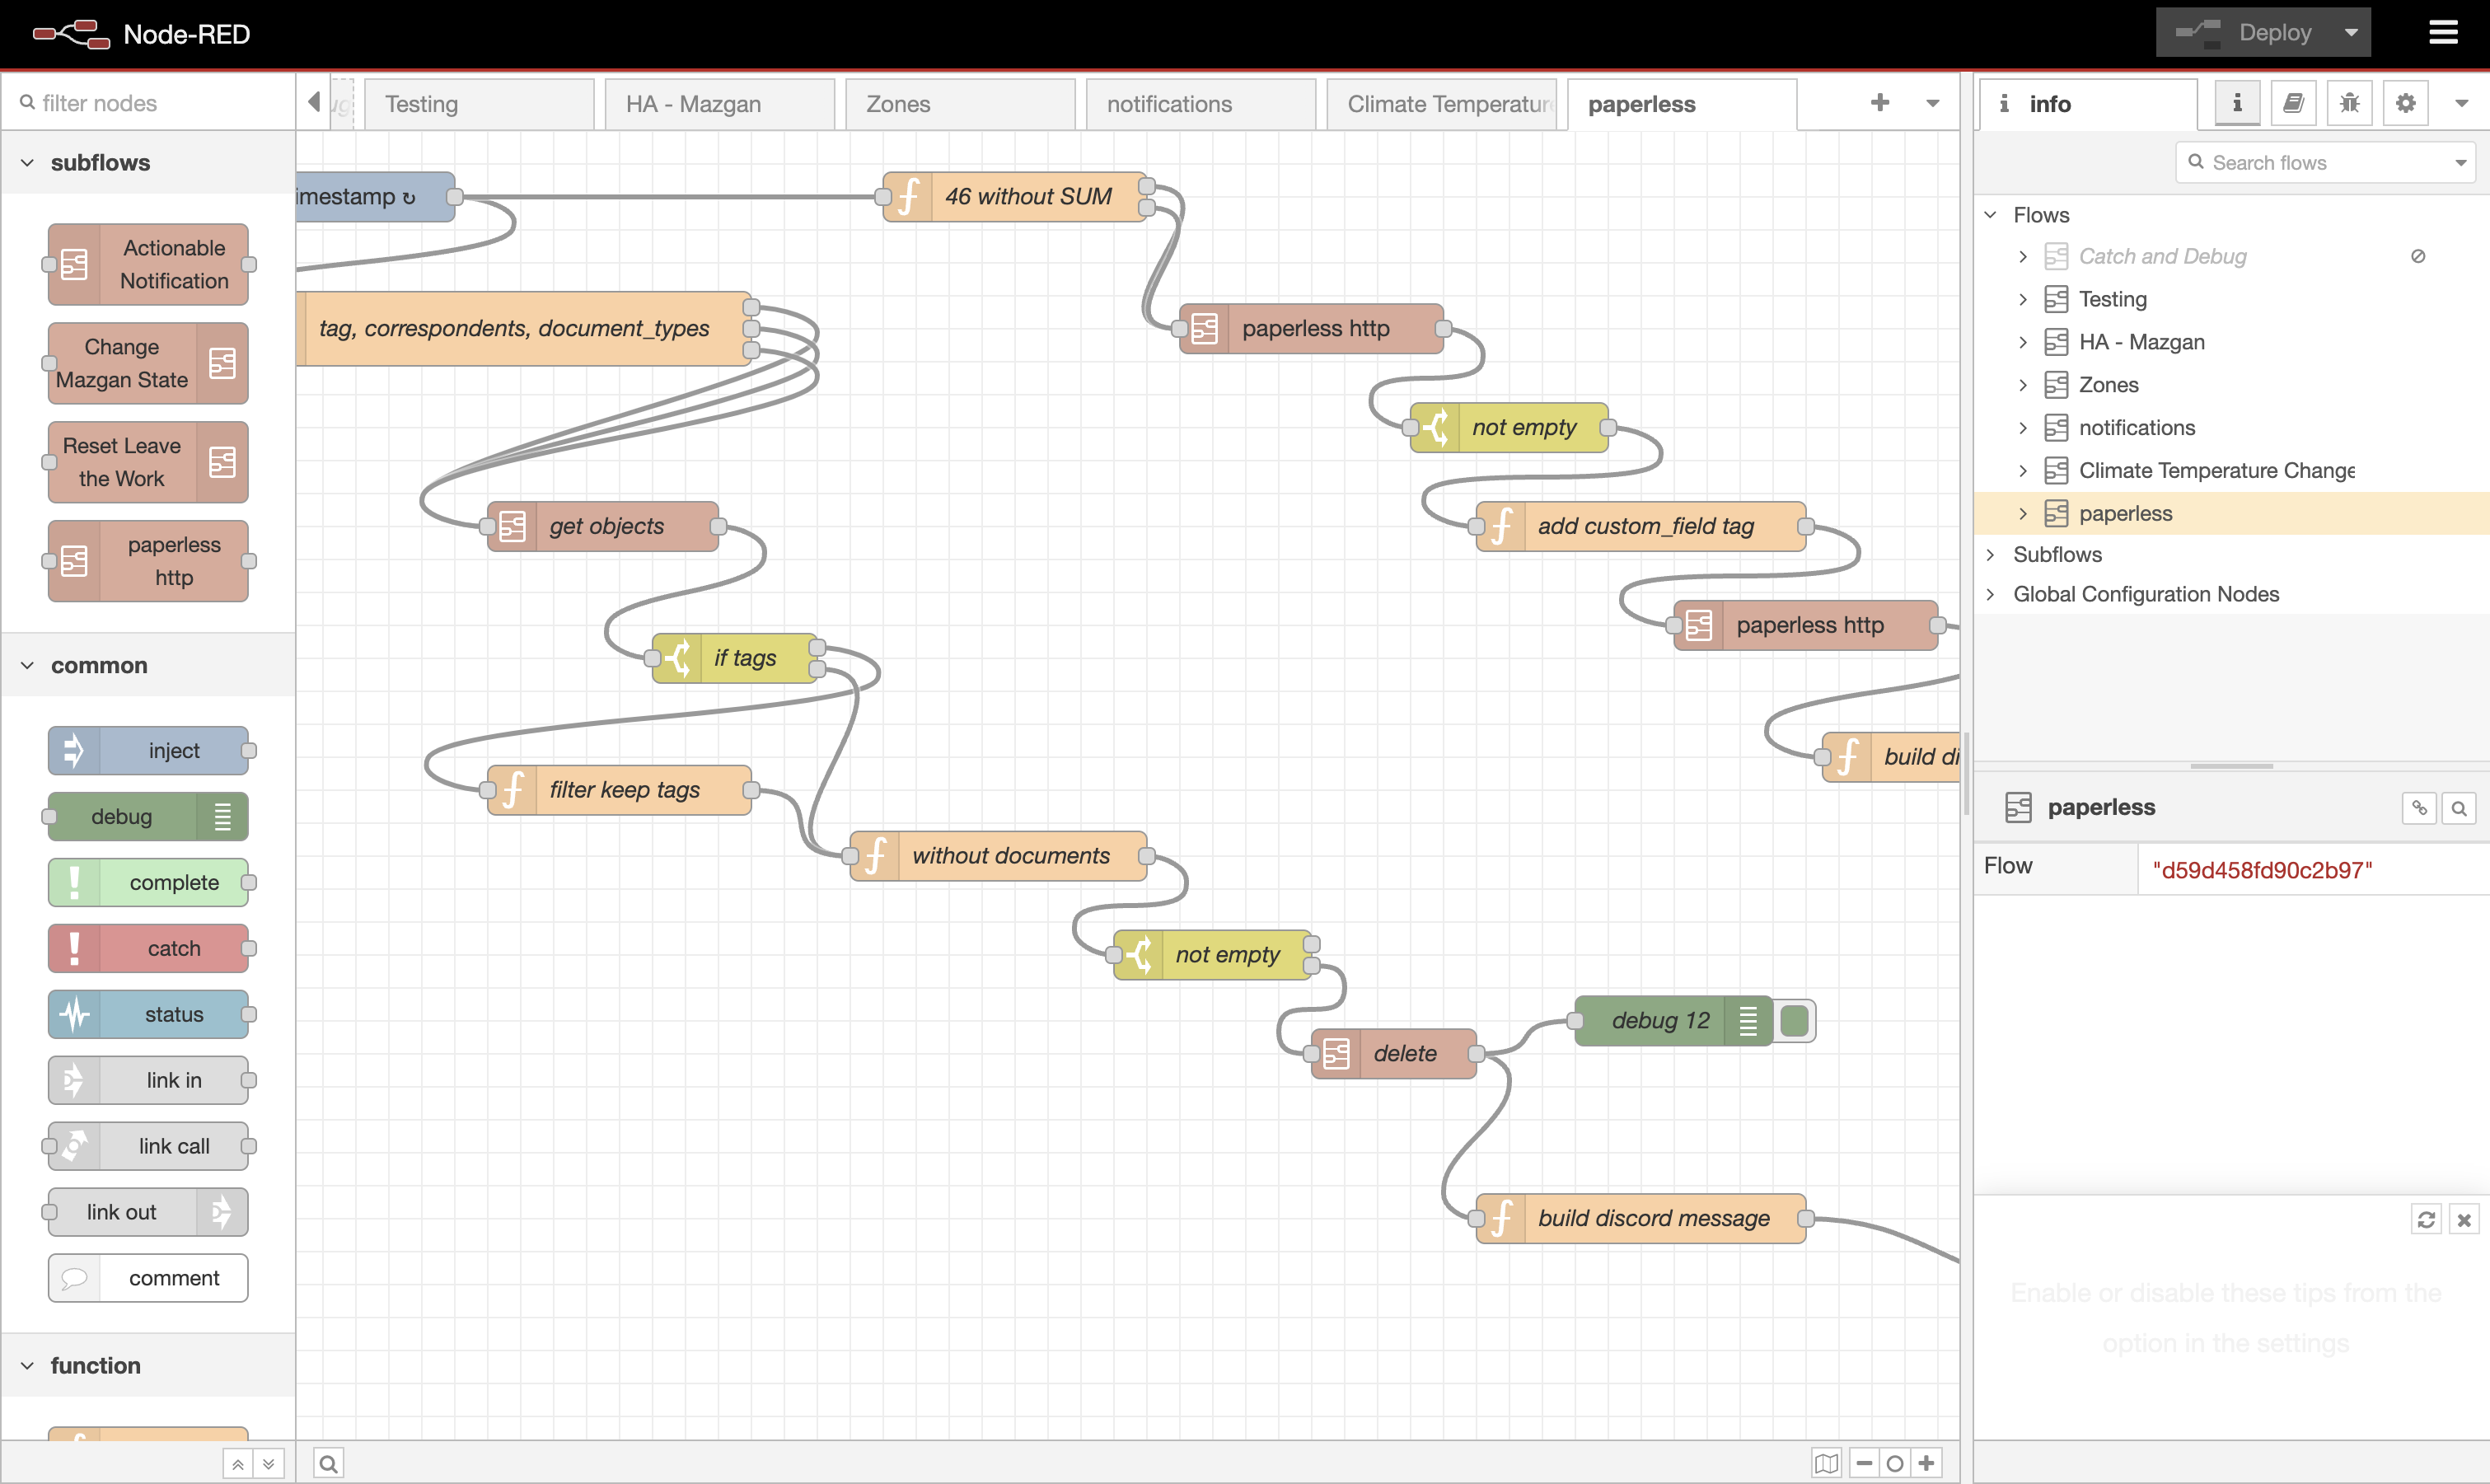 Node-RED
Deploy
filter nodes
Testing
HA - Mazgan
Zones
notifications
Climate Temperature
paperless
info
subflows
Search flows
Actionable
Notification
Change
Mazgan State
Reset Leave
the Work
paperless
http
common
inject
debug
complete
catch
status
link in
link call
link out
comment
function
imestamp ↻
46 without SUM
tag, correspondents, document_types
paperless http
not empty
get objects
add custom_field tag
paperless http
if tags
build di
filter keep tags
without documents
not empty
debug 12
delete
build discord message
Flows
Catch and Debug
Testing
HA - Mazgan
Zones
notifications
Climate Temperature Change
paperless
Subflows
Global Configuration Nodes
paperless
Flow
"d59d458fd90c2b97"
Enable or disable these tips from the
option in the settings